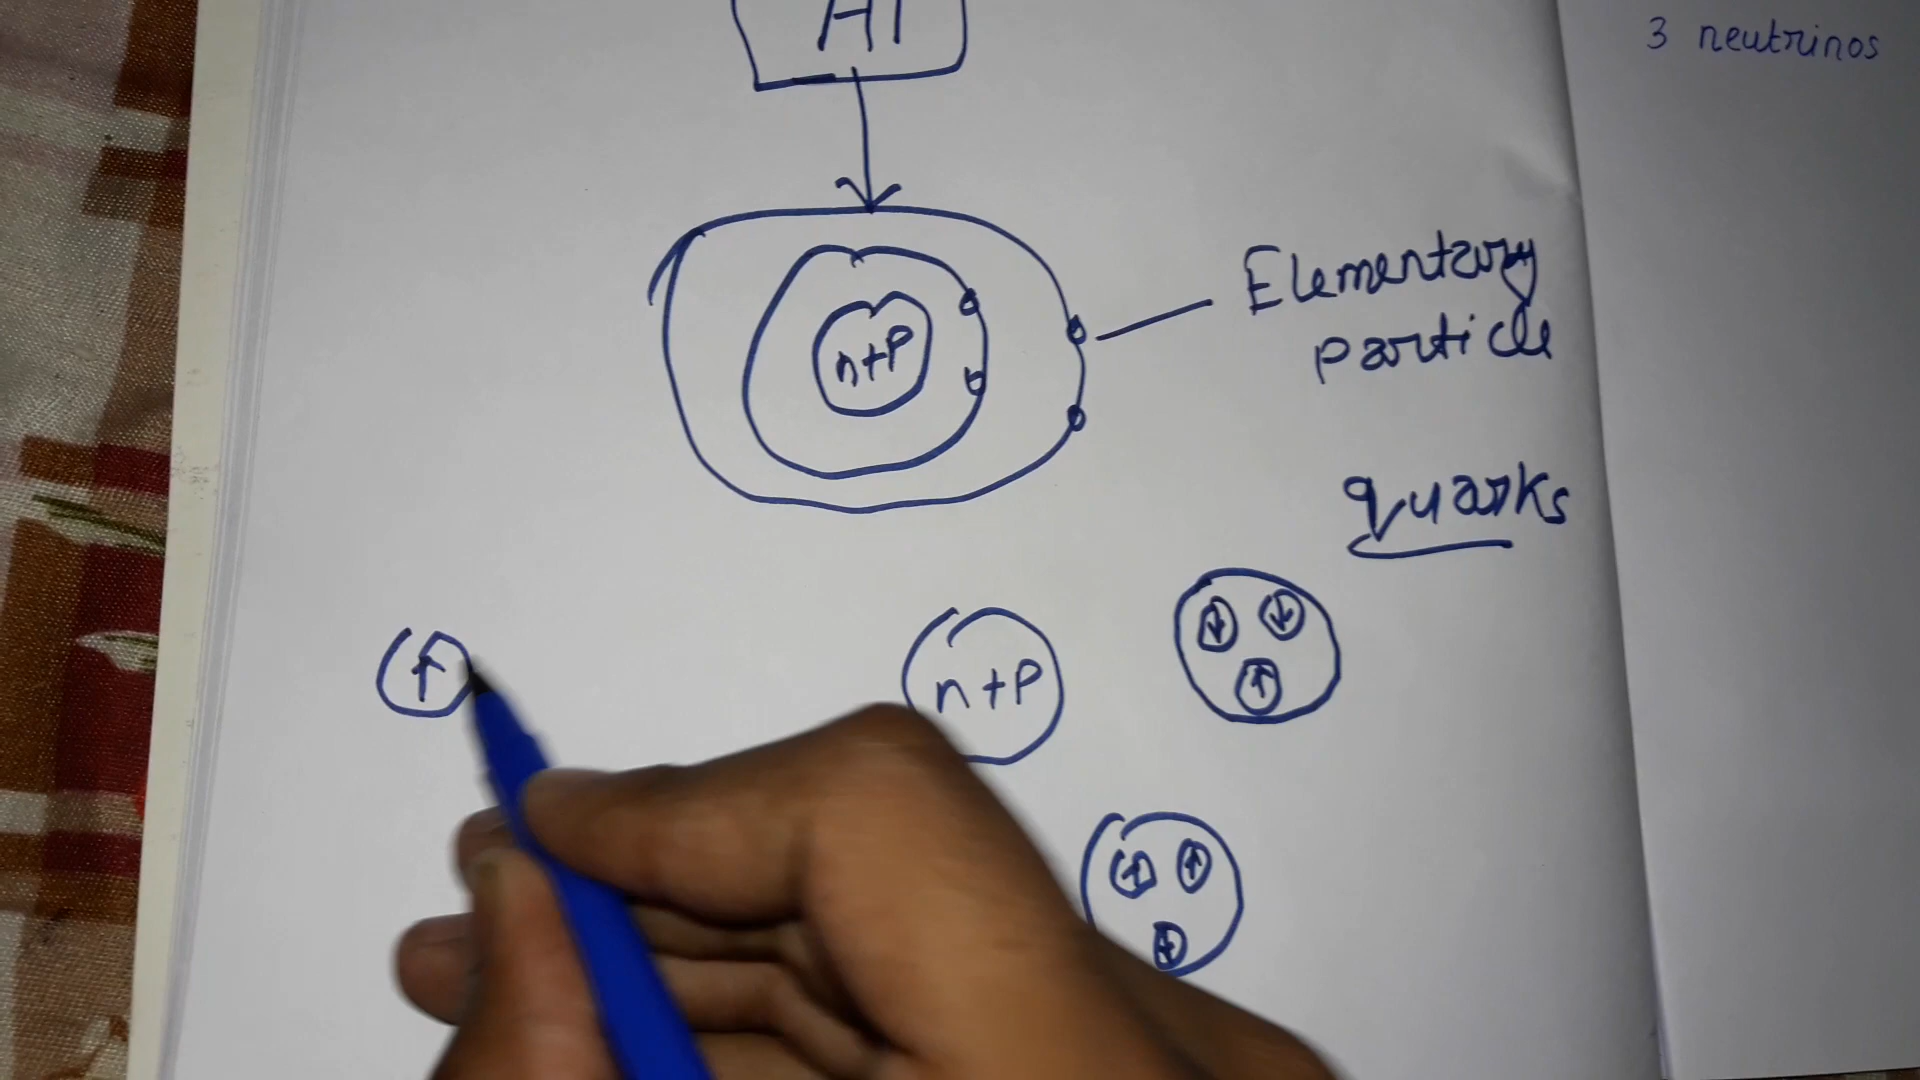 Al
3 neutrinos
Elementary
particle
n+p
quarks
n+p